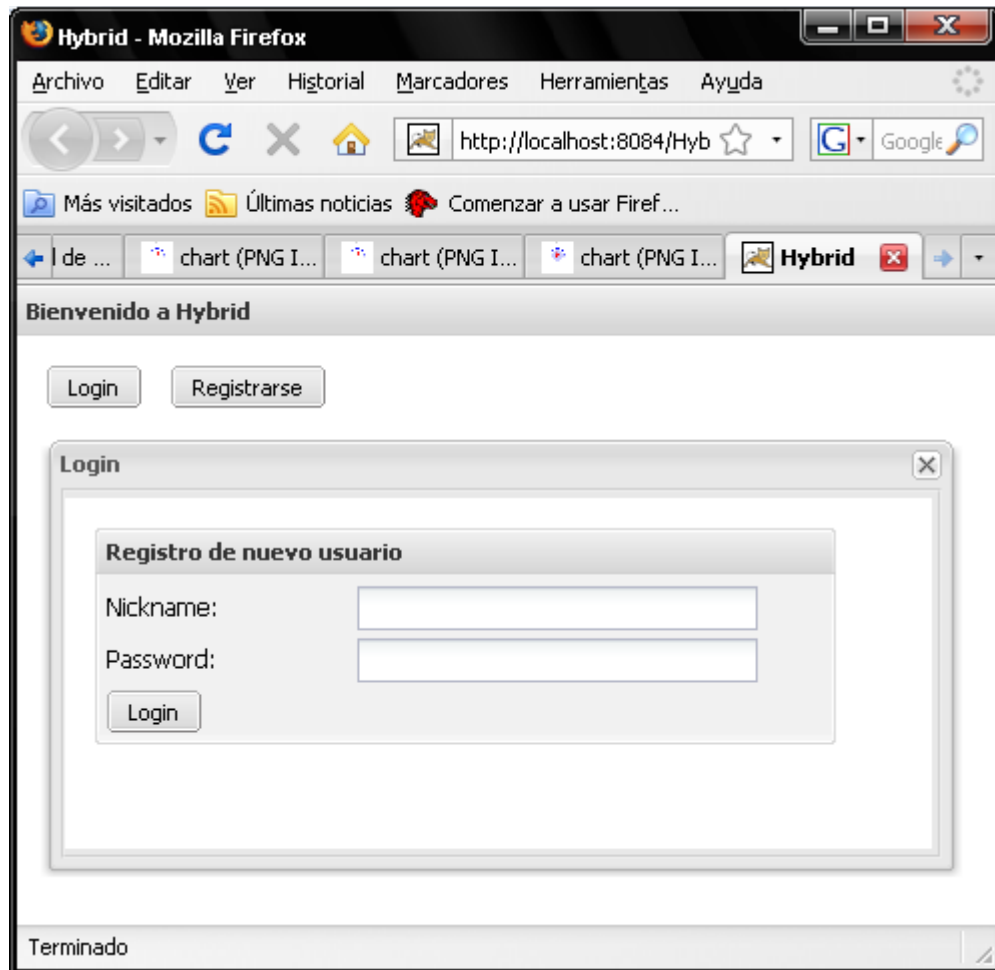 Hybrid - Mozilla Firefox
Archivo Editar Ver Historial Marcadores Herramientas Ayuda
http://localhost:8084/Hyb G Google
Más visitados Últimas noticias Comenzar a usar Firef...
l de ... chart (PNG I... chart (PNG I... chart (PNG I... Hybrid
Bienvenido a Hybrid
Login Registrarse
Login
Registro de nuevo usuario
Nickname:
Password:
Login
Terminado